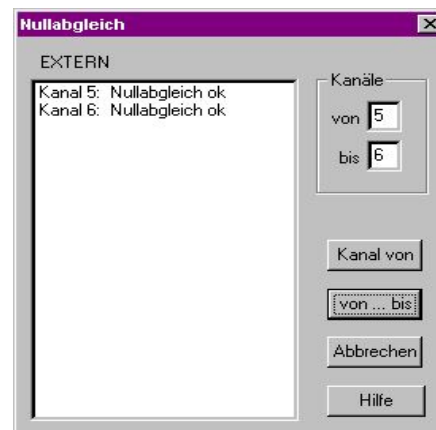 Nullabgleich
EXTERN
Kanal 5: Nullabgleich ok
Kanal 6: Nullabgleich ok
Kanäle
von 5
bis 6
Kanal von
von ... bis
Abbrechen
Hilfe